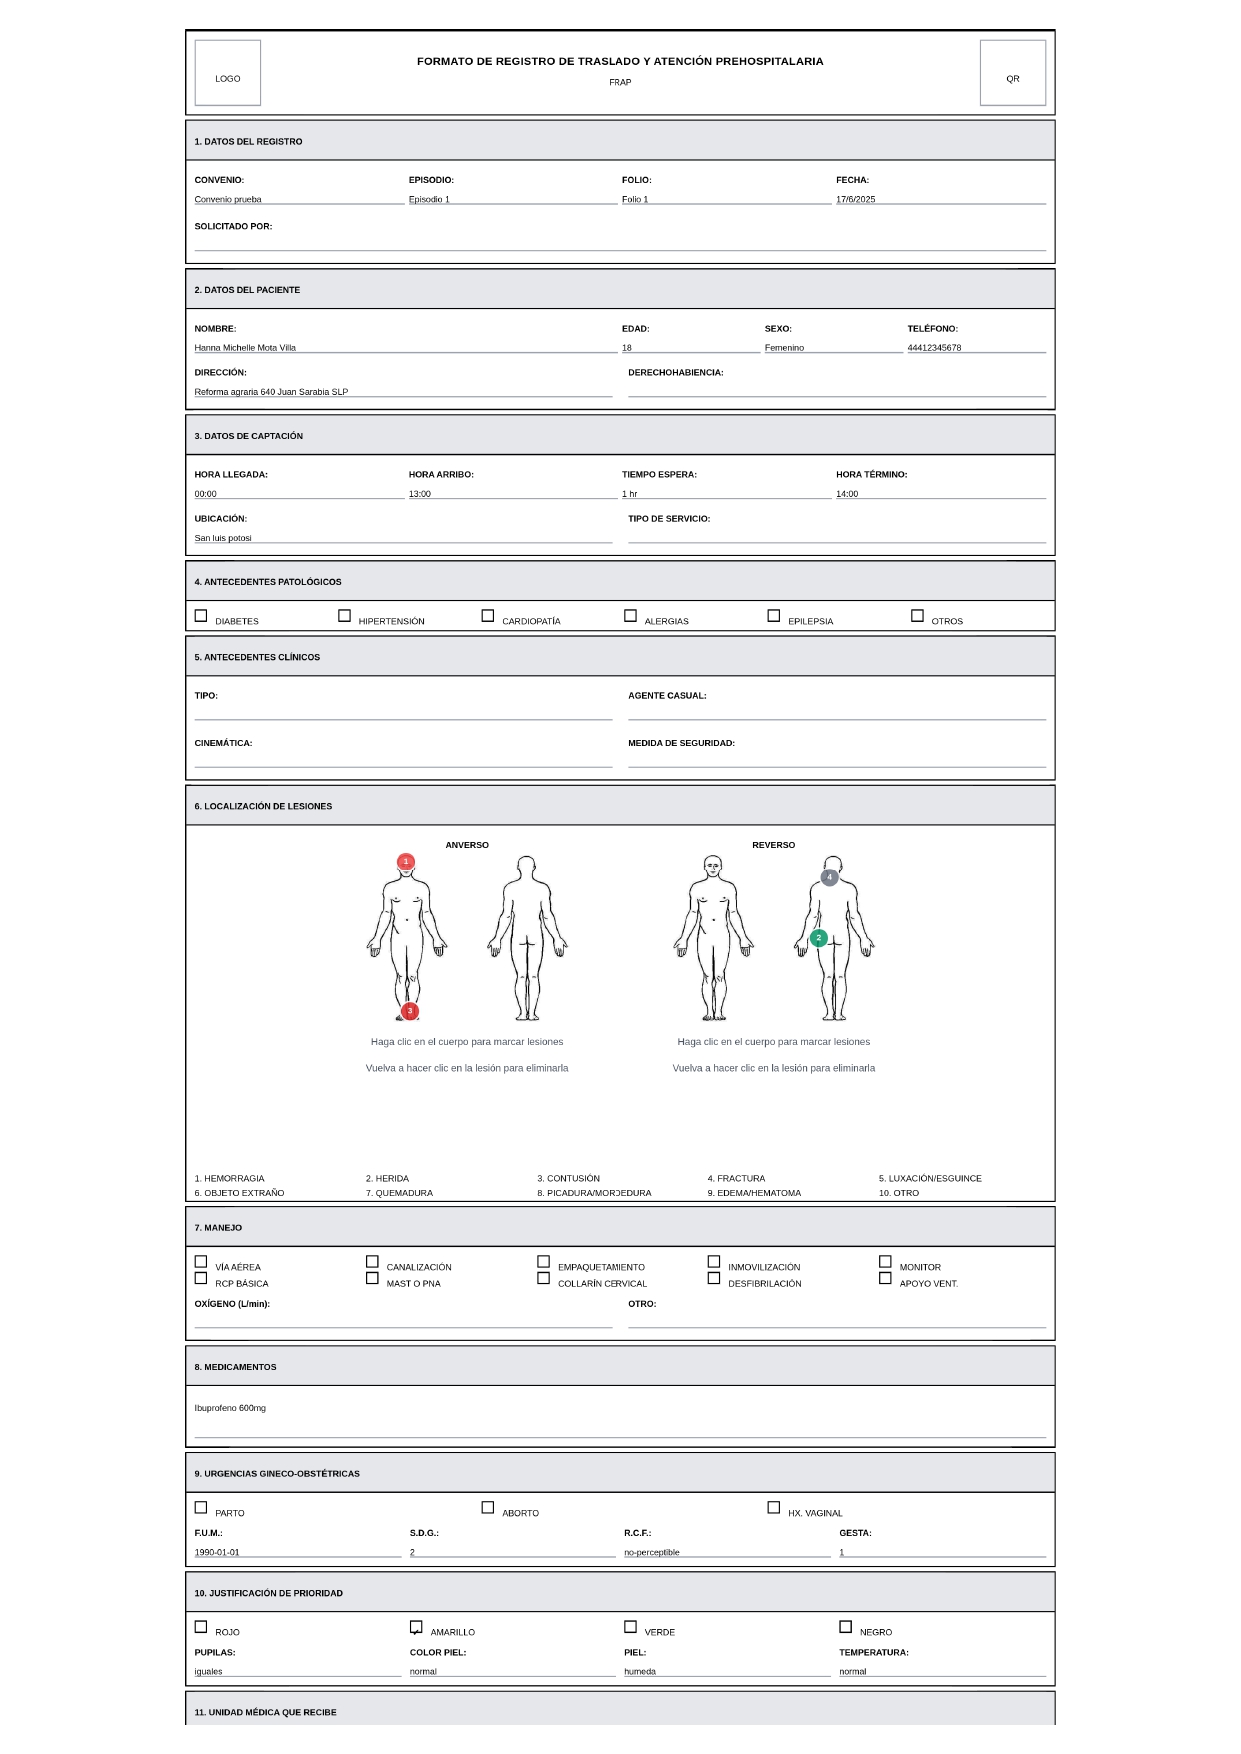 LOGO
FORMATO DE REGISTRO DE TRASLADO Y ATENCIÓN PREHOSPITALARIA
FRAP
QR
1. DATOS DEL REGISTRO
CONVENIO: EPISODIO: FOLIO: FECHA:
Convenio prueba Episodio 1 Folio 1 17/6/2025
SOLICITADO POR:
2. DATOS DEL PACIENTE
NOMBRE: EDAD: SEXO: TELÉFONO:
Hanna Michelle Mota Villa 18 Femenino 44412345678
DIRECCIÓN: DERECHOHABIENCIA:
Reforma agraria 640 Juan Sarabia SLP
3. DATOS DE CAPTACIÓN
HORA LLEGADA: HORA ARRIBO: TIEMPO ESPERA: HORA TÉRMINO:
00:00 13:00 1 hr 14:00
UBICACIÓN: TIPO DE SERVICIO:
San luis potosi
4. ANTECEDENTES PATOLÓGICOS
DIABETES HIPERTENSIÓN CARDIOPATÍA ALERGIAS EPILEPSIA OTROS
5. ANTECEDENTES CLÍNICOS
TIPO: AGENTE CASUAL:
CINEMÁTICA: MEDIDA DE SEGURIDAD:
6. LOCALIZACIÓN DE LESIONES
ANVERSO REVERSO
1
4
2
3
Haga clic en el cuerpo para marcar lesiones Haga clic en el cuerpo para marcar lesiones
Vuelva a hacer clic en la lesión para eliminarla Vuelva a hacer clic en la lesión para eliminarla
1. HEMORRAGIA 2. HERIDA 3. CONTUSIÓN 4. FRACTURA 5. LUXACIÓN/ESGUINCE
6. OBJETO EXTRAÑO 7. QUEMADURA 8. PICADURA/MORDEDURA 9. EDEMA/HEMATOMA 10. OTRO
7. MANEJO
VÍA AÉREA CANALIZACIÓN EMPAQUETAMIENTO INMOVILIZACIÓN MONITOR
RCP BÁSICA MAST O PNA COLLARÍN CERVICAL DESFIBRILACIÓN APOYO VENT.
OXÍGENO (L/min): OTRO:
8. MEDICAMENTOS
Ibuprofeno 600mg
9. URGENCIAS GINECO-OBSTÉTRICAS
PARTO ABORTO HX. VAGINAL
F.U.M.: S.D.G.: R.C.F.: GESTA:
1990-01-01 2 no-perceptible 1
10. JUSTIFICACIÓN DE PRIORIDAD
ROJO AMARILLO VERDE NEGRO
PUPILAS: COLOR PIEL: PIEL: TEMPERATURA:
iguales normal humeda normal
11. UNIDAD MÉDICA QUE RECIBE